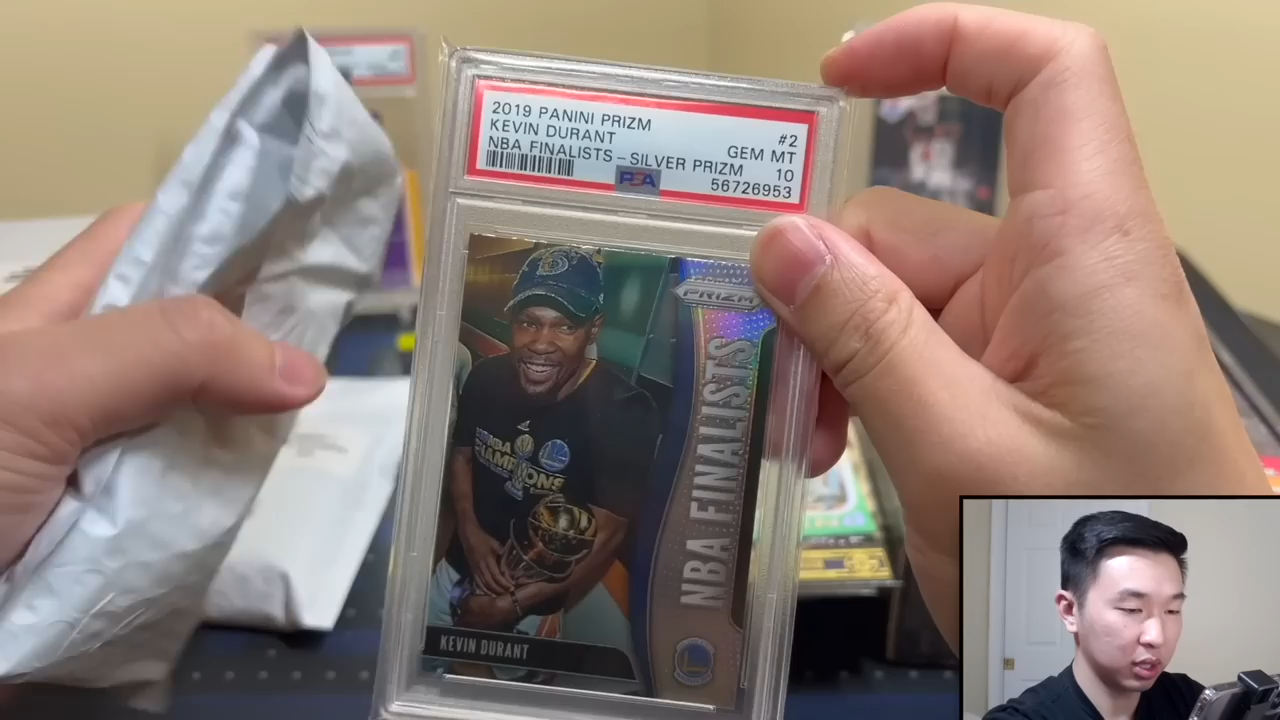 2019 PANINI PRIZM
#2
KEVIN DURANT
GEM MT
NBA FINALISTS - SILVER PRIZM
10
PSA
56726953
PRIZM
NBA FINALISTS
NBA
CHAMPIONS
KEVIN DURANT